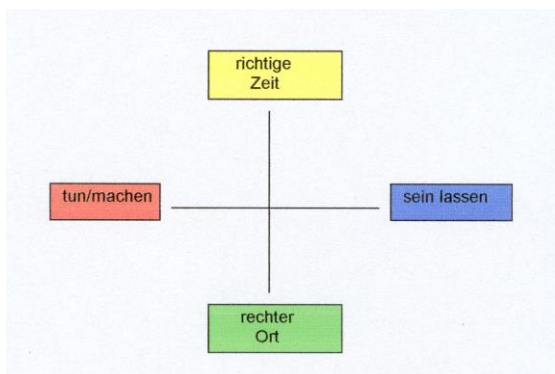 richtige
Zeit
tun/machen
sein lassen
rechter
Ort